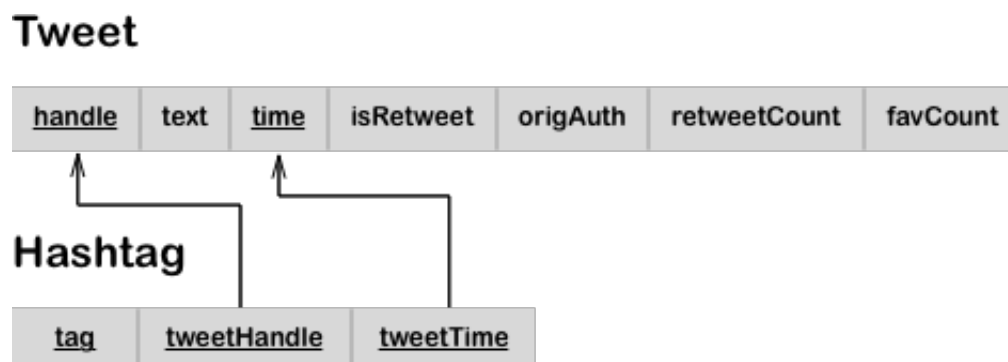 Tweet
handle text time isRetweet origAuth retweetCount favCount
Hashtag
tag tweetHandle tweetTime